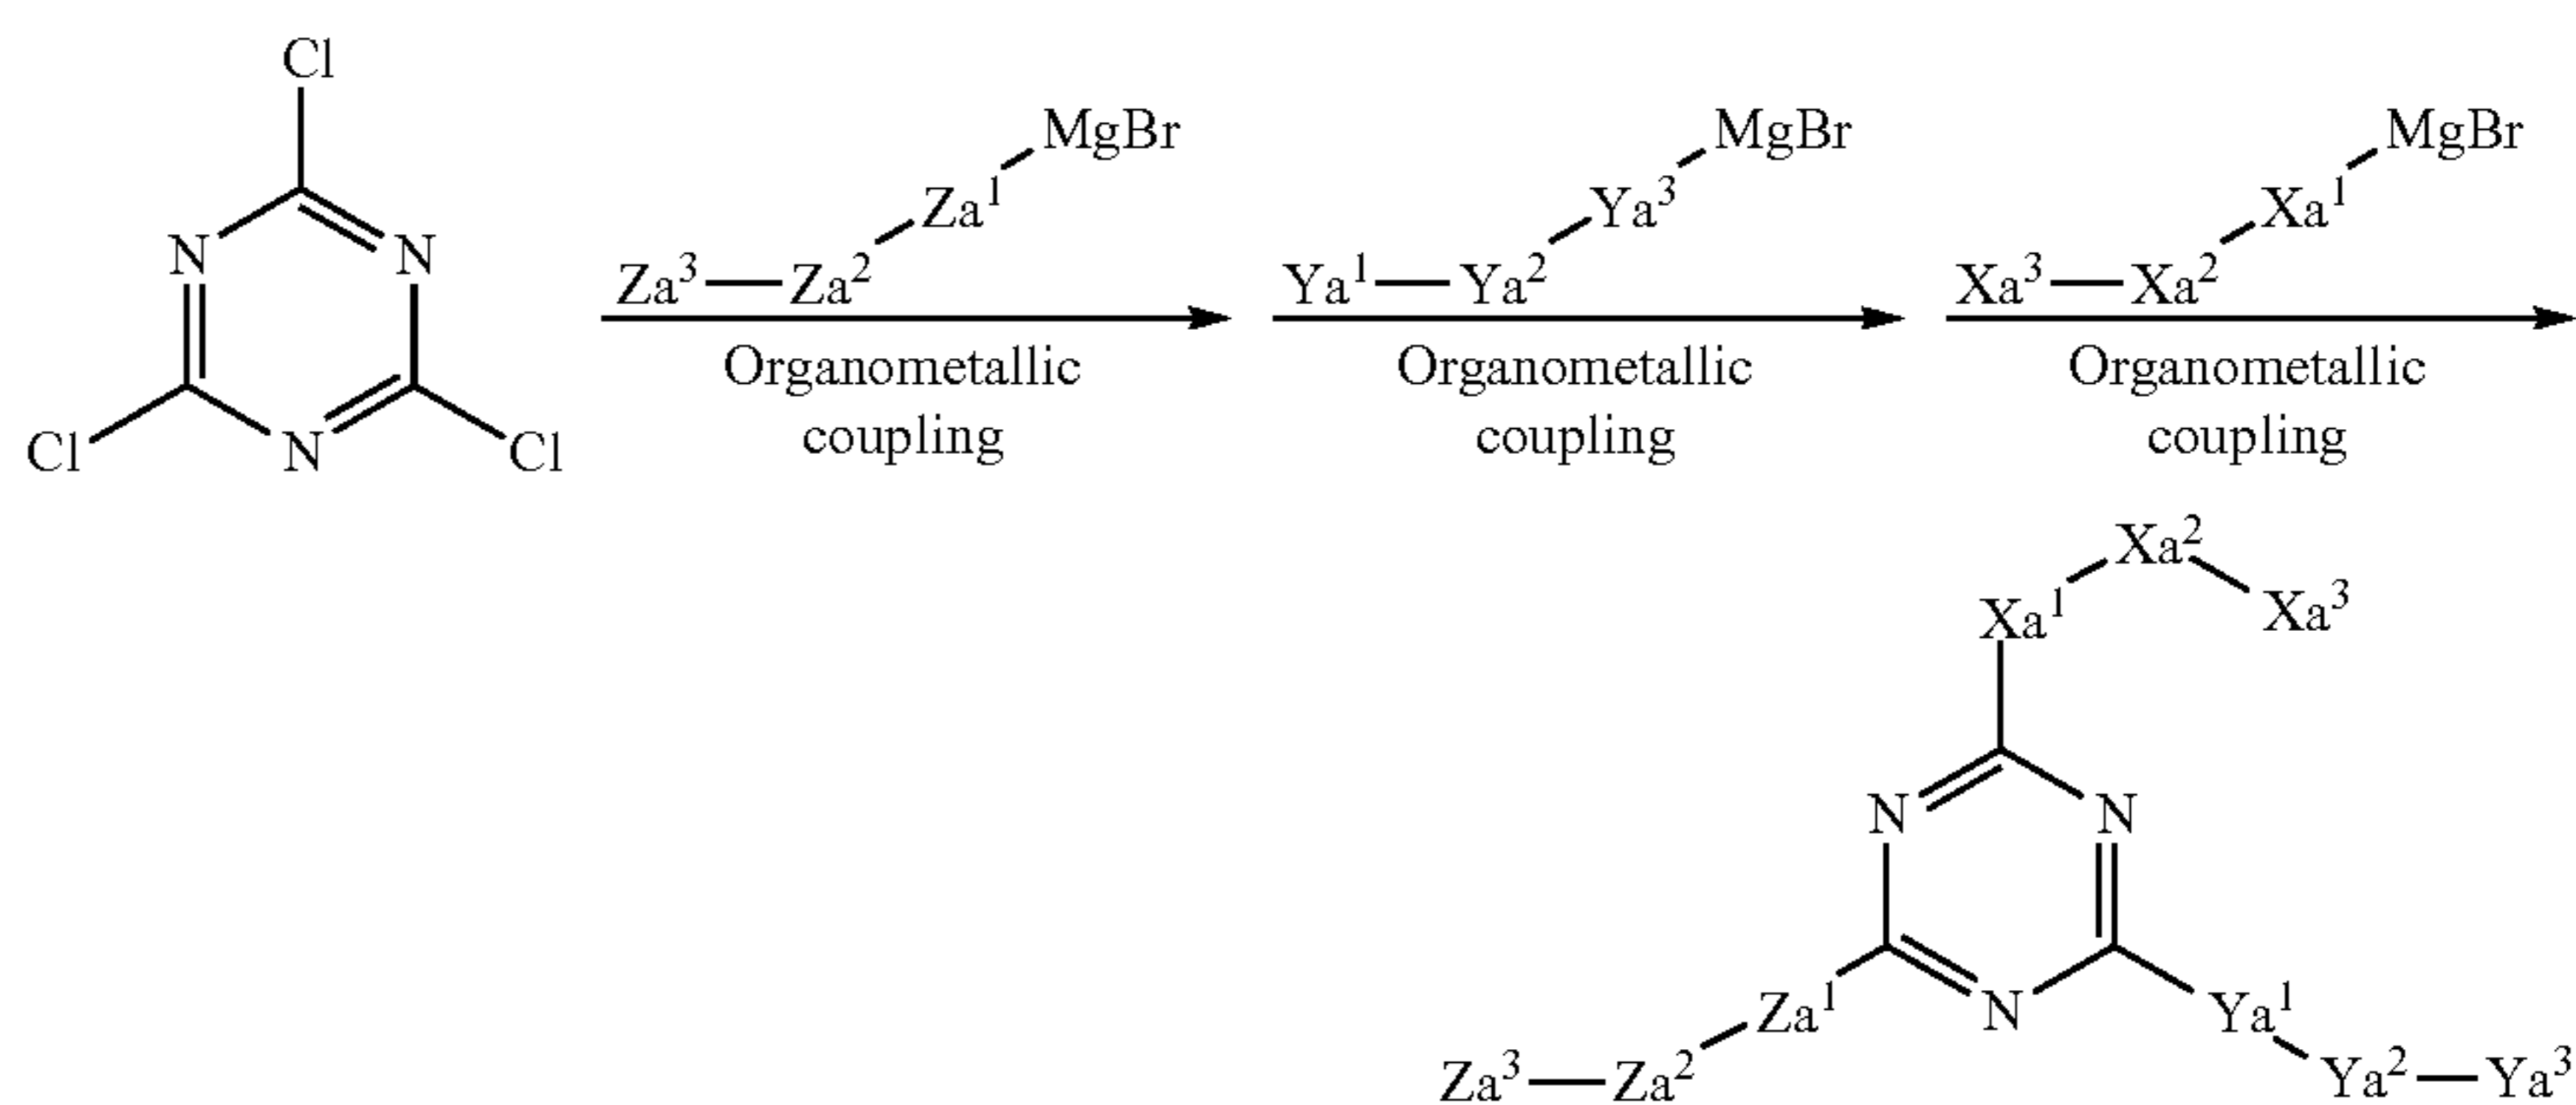 Cl
N N
Cl N Cl
MgBr
Za¹
Za³—Za²
Organometallic
coupling
MgBr
Ya³
Ya¹—Ya²
Organometallic
coupling
MgBr
Xa¹
Xa³—Xa²
Organometallic
coupling
Xa²
Xa¹ Xa³
N N
N
Za¹ Ya¹
Za³—Za² Ya²—Ya³